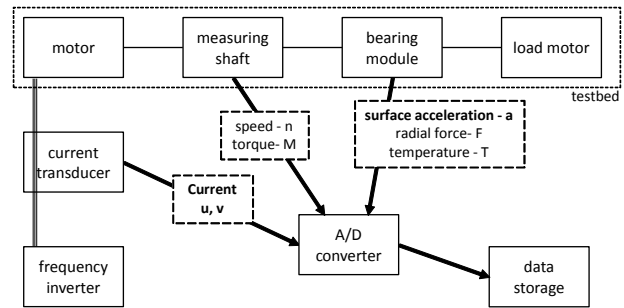 motor
measuring
shaft
bearing
module
load motor
testbed
speed - n
torque- M
surface acceleration - a
radial force- F
temperature - T
current
transducer
Current
u, v
A/D
converter
frequency
inverter
data
storage